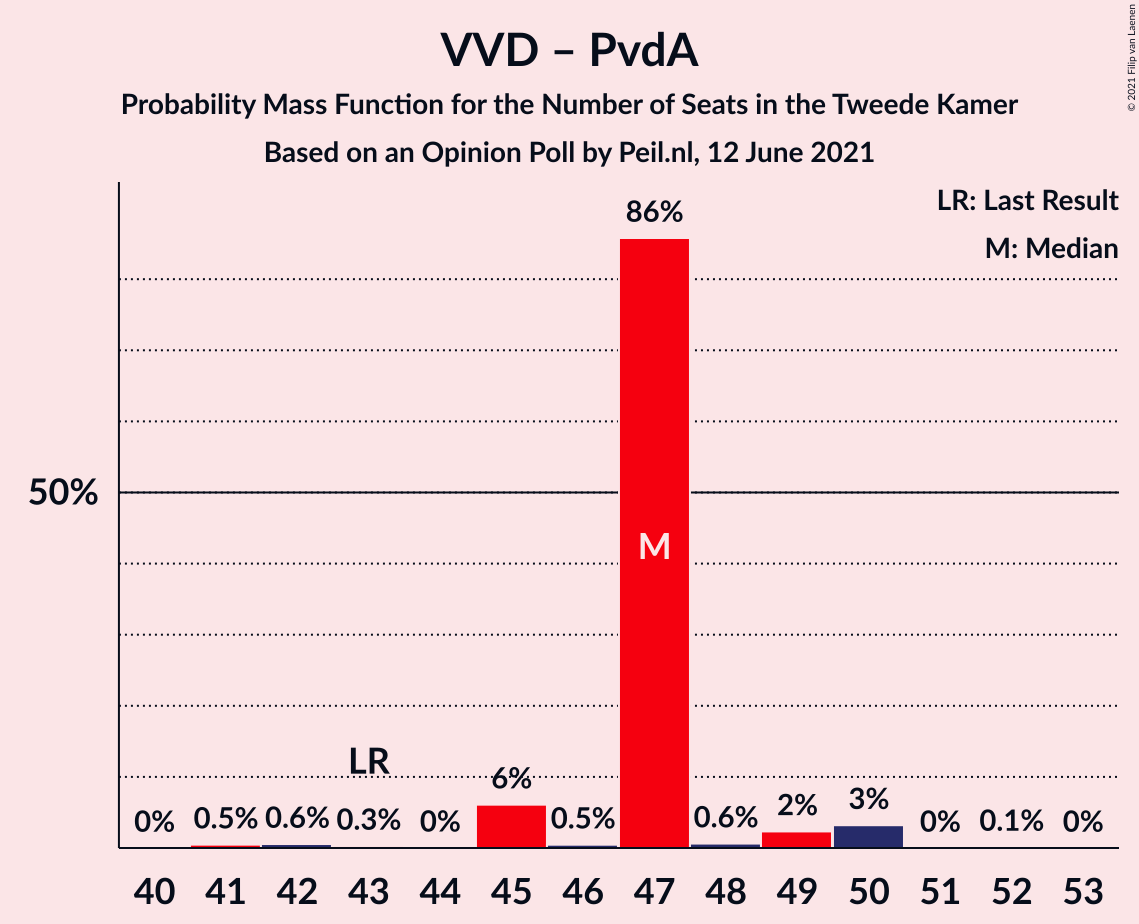 VVD – PvdA
Probability Mass Function for the Number of Seats in the Tweede Kamer
Based on an Opinion Poll by Peil.nl, 12 June 2021
© 2021 Filip van Laenen
LR: Last Result
M: Median
86%
50%
M
LR
0% 0.5% 0.6% 0.3% 0% 6% 0.5% 0.6% 2% 3% 0% 0.1% 0%
40 41 42 43 44 45 46 47 48 49 50 51 52 53